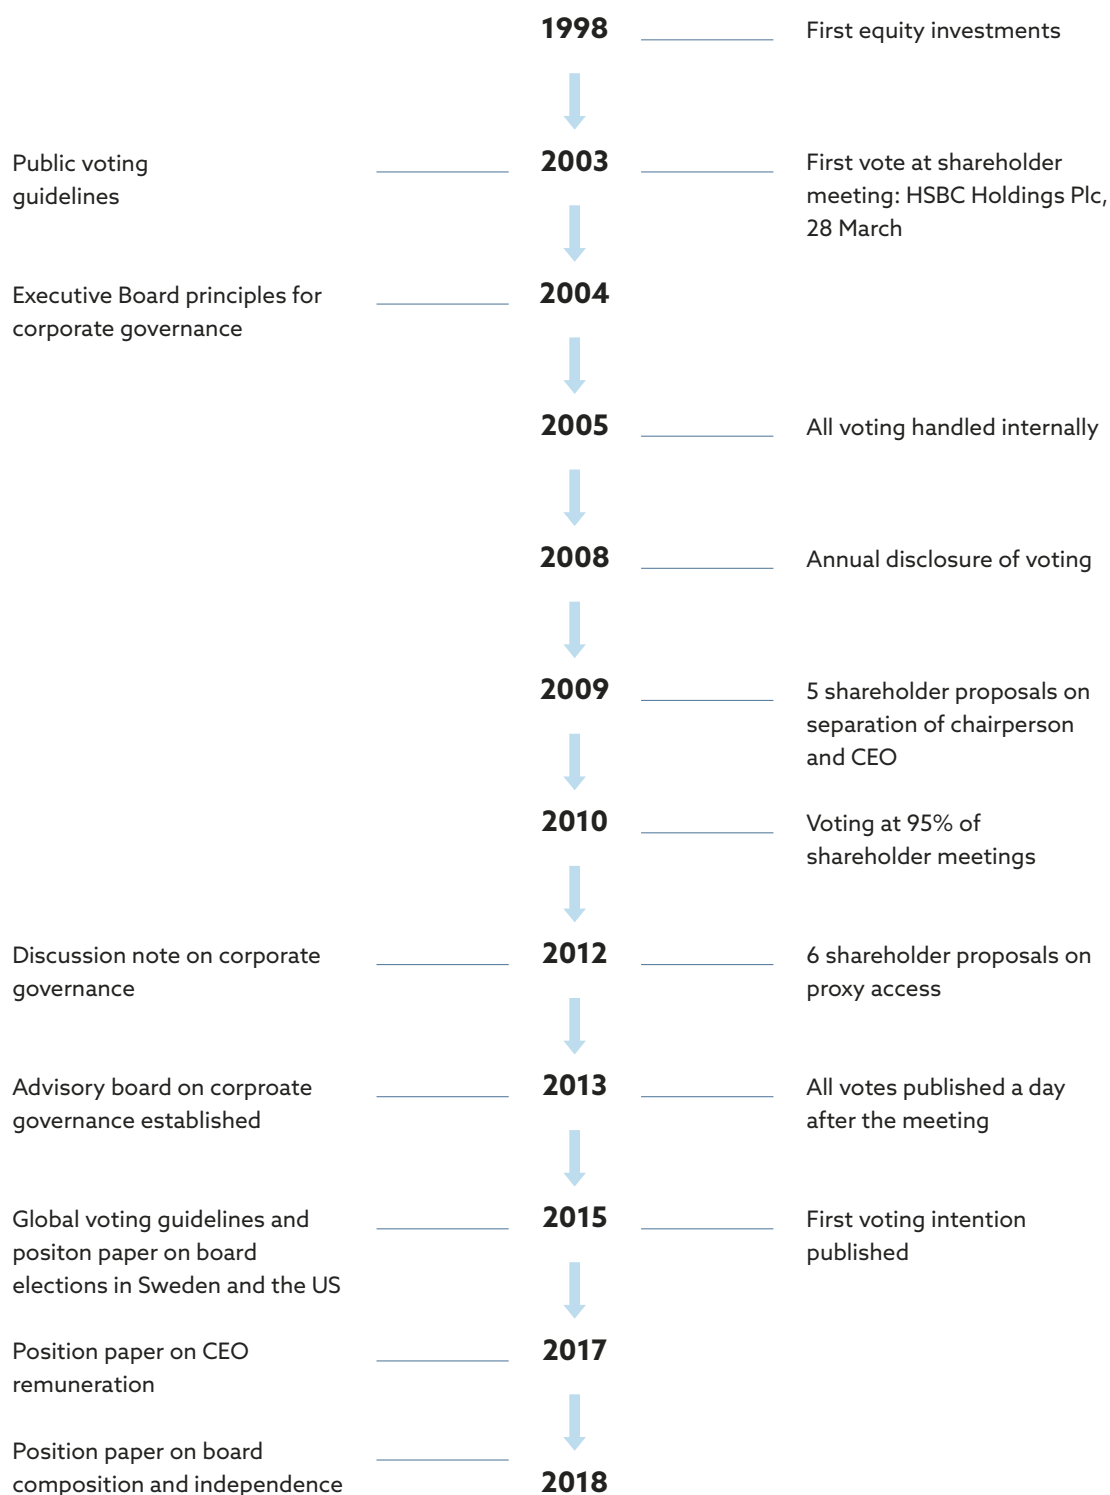 1998
First equity investments
Public voting
guidelines
2003
First vote at shareholder
meeting: HSBC Holdings Plc,
28 March
Executive Board principles for
corporate governance
2004
2005
All voting handled internally
2008
Annual disclosure of voting
2009
5 shareholder proposals on
separation of chairperson
and CEO
2010
Voting at 95% of
shareholder meetings
Discussion note on corporate
governance
2012
6 shareholder proposals on
proxy access
Advisory board on corproate
governance established
2013
All votes published a day
after the meeting
Global voting guidelines and
positon paper on board
elections in Sweden and the US
2015
First voting intention
published
Position paper on CEO
remuneration
2017
Position paper on board
composition and independence
2018